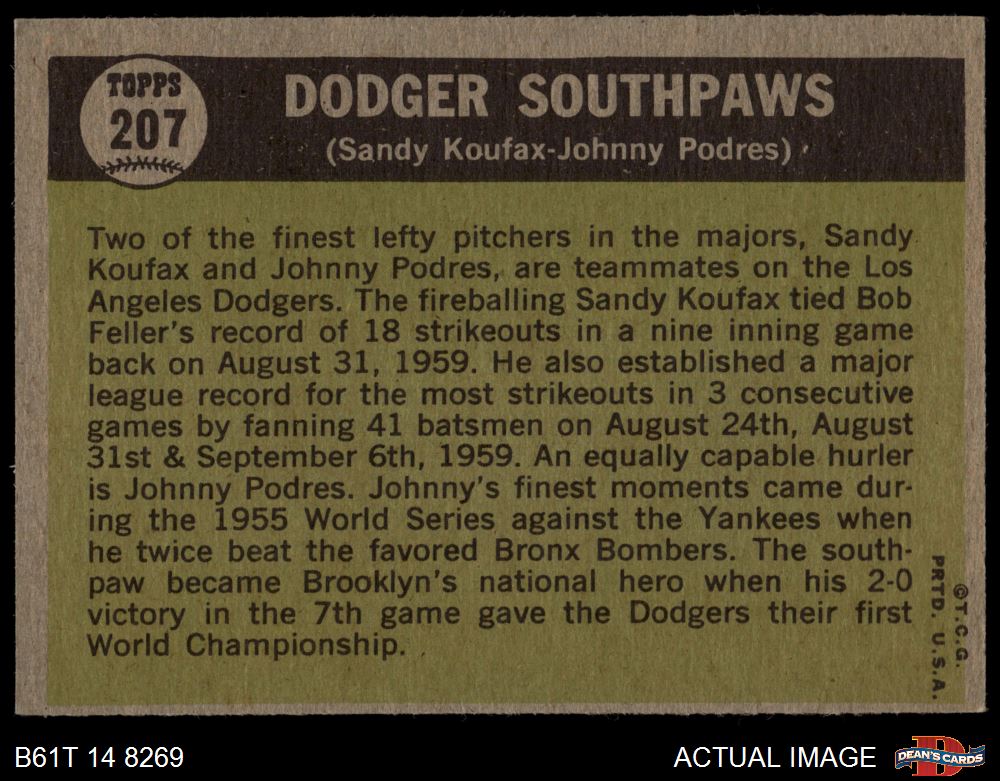 TOPPS
207
DODGER SOUTHPAWS
(Sandy Koufax-Johnny Podres)
Two of the finest lefty pitchers in the majors, Sandy
Koufax and Johnny Podres, are teammates on the Los
Angeles Dodgers. The fireballing Sandy Koufax tied Bob
Feller's record of 18 strikeouts in a nine inning game
back on August 31, 1959. He also established a major
league record for the most strikeouts in 3 consecutive
games by fanning 41 batsmen on August 24th, August
31st & September 6th, 1959. An equally capable hurler
is Johnny Podres. Johnny's finest moments came dur-
ing the 1955 World Series against the Yankees when
he twice beat the favored Bronx Bombers. The south-
paw became Brooklyn's national hero when his 2-0
victory in the 7th game gave the Dodgers their first
World Championship.
©T.C.G.
PRTD. U.S.A.
B61T 14 8269
ACTUAL IMAGE
D
DEAN'S CARDS